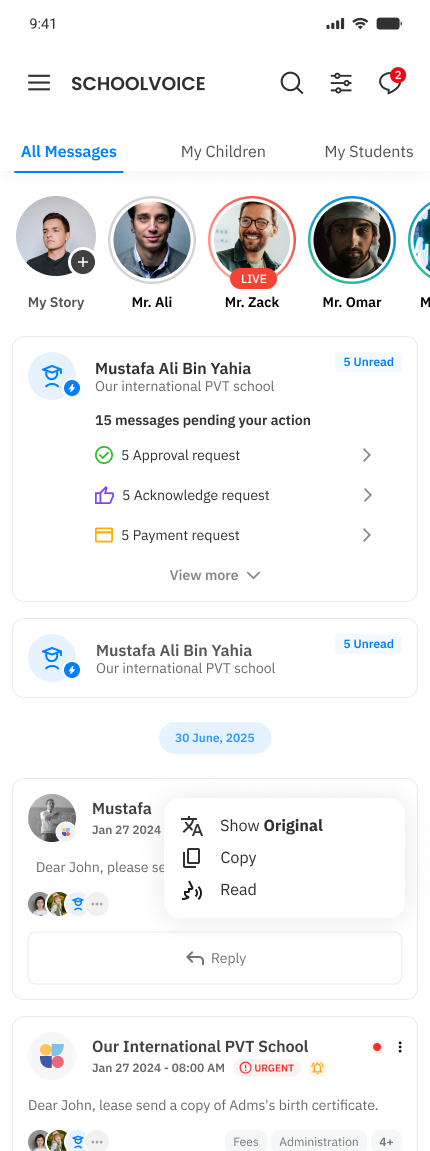 9:41
SCHOOLVOICE
2
All Messages
My Children
My Students
My Story
Mr. Ali
LIVE
Mr. Zack
Mr. Omar
M
Mustafa Ali Bin Yahia
5 Unread
Our international PVT school
15 messages pending your action
5 Approval request
5 Acknowledge request
5 Payment request
View more
Mustafa Ali Bin Yahia
5 Unread
Our international PVT school
30 June, 2025
Mustafa
Jan 27 2024
Dear John, please se
Show Original
Copy
Read
Reply
Our International PVT School
Jan 27 2024 - 08:00 AM
URGENT
Dear John, lease send a copy of Adms's birth certificate.
Fees
Administration
4+